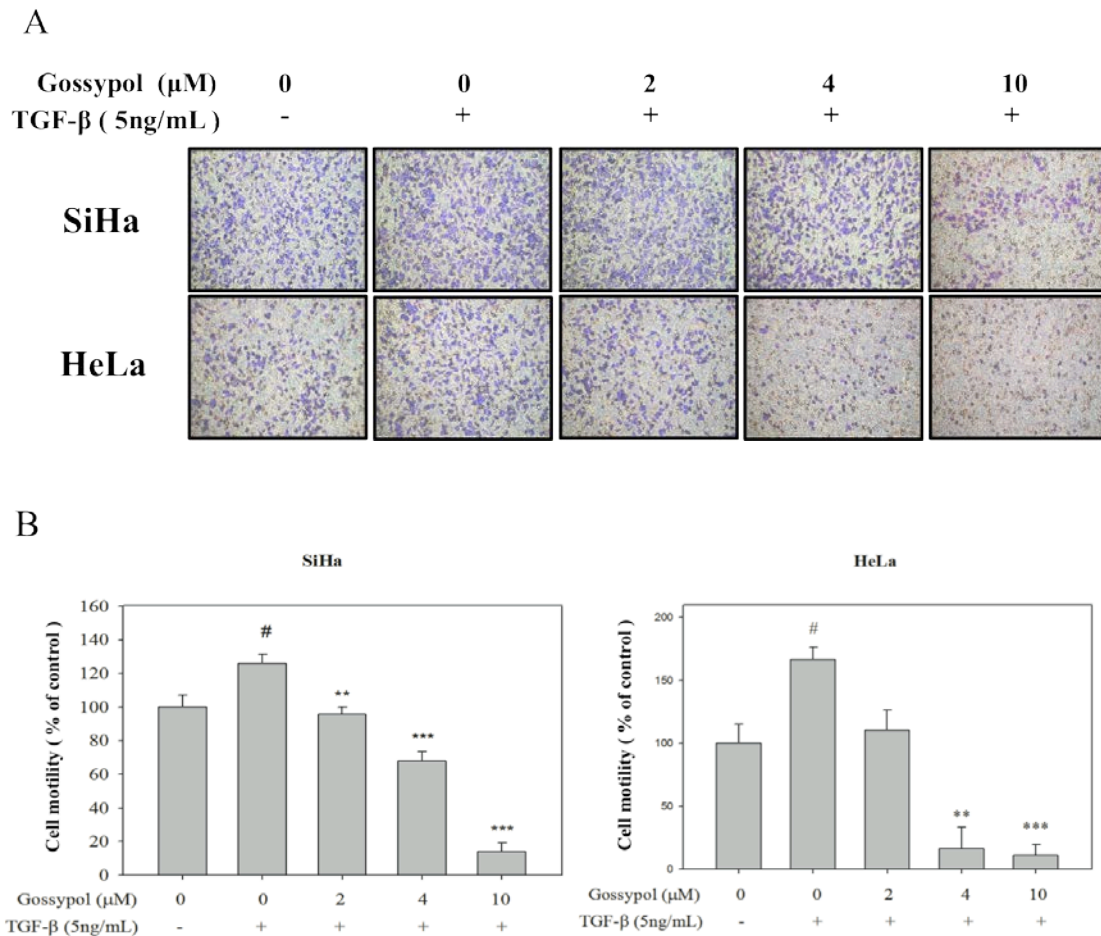 A
Gossypol (μM) 0 0 2 4 10
TGF-β ( 5ng/mL ) - + + + +
SiHa
HeLa
B
SiHa
Cell motility ( % of control )
160
140
120
100
80
60
40
20
0
#
**
***
***
Gossypol (μM) 0 0 2 4 10
TGF-β (5ng/mL) - + + + +
HeLa
Cell motility ( % of control )
200
150
100
50
0
#
**
***
Gossypol (μM) 0 0 2 4 10
TGF-β (5ng/mL) - + + + +